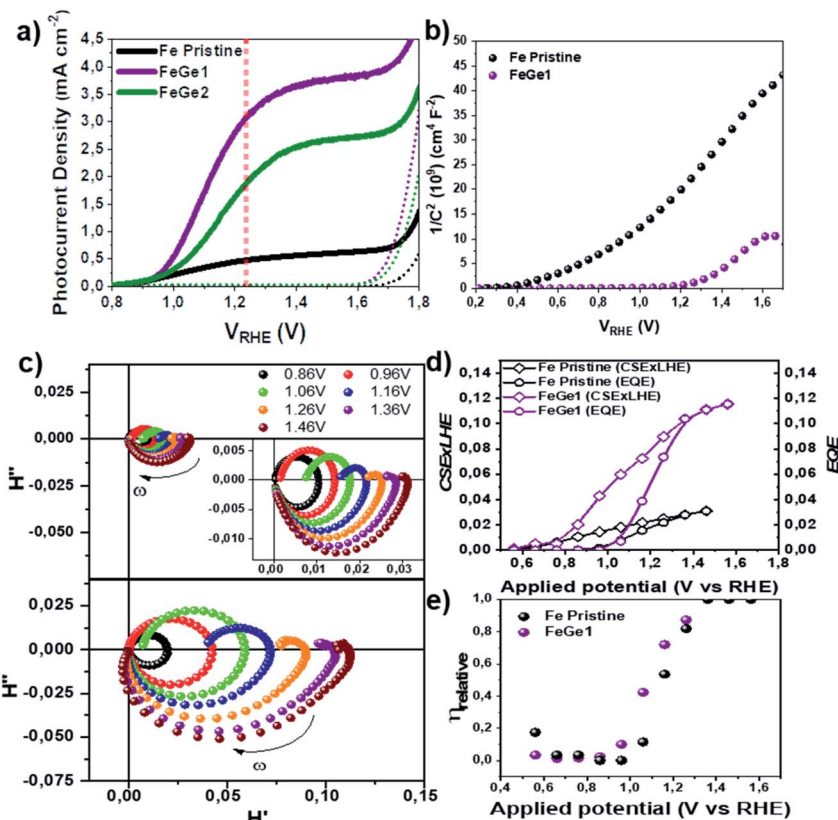 a)
Photocurrent Density (mA cm⁻²)
4,5
4,0
3,5
3,0
2,5
2,0
1,5
1,0
0,5
0,0
Fe Pristine
FeGe1
FeGe2
0,8 1,0 1,2 1,4 1,6 1,8
V_RHE (V)
b)
1/C² (10⁹) (cm⁴ F⁻²)
50
45
40
35
30
25
20
15
10
5
0
Fe Pristine
FeGe1
0,2 0,4 0,6 0,8 1,0 1,2 1,4 1,6
V_RHE (V)
c)
H''
0,025
0,000
-0,025
-0,050
-0,075
0.86V 0.96V
1.06V 1.16V
1.26V 1.36V
1.46V
ω
0,005
0,000
-0,005
-0,010
0,00 0,01 0,02 0,03
H''
0,025
0,000
-0,025
-0,050
-0,075
ω
0,00 0,05 0,10 0,15
H'
d)
CSExLHE
0,14
0,12
0,10
0,08
0,06
0,04
0,02
0,00
Fe Pristine (CSExLHE)
Fe Pristine (EQE)
FeGe1 (CSExLHE)
FeGe1 (EQE)
0,14
0,12
0,10
0,08
0,06
0,04
0,02
0,00
EQE
0,4 0,6 0,8 1,0 1,2 1,4 1,6 1,8
Applied potential (V vs RHE)
e)
η_relative
1,0
0,8
0,6
0,4
0,2
0,0
Fe Pristine
FeGe1
0,4 0,6 0,8 1,0 1,2 1,4 1,6
Applied potential (V vs RHE)